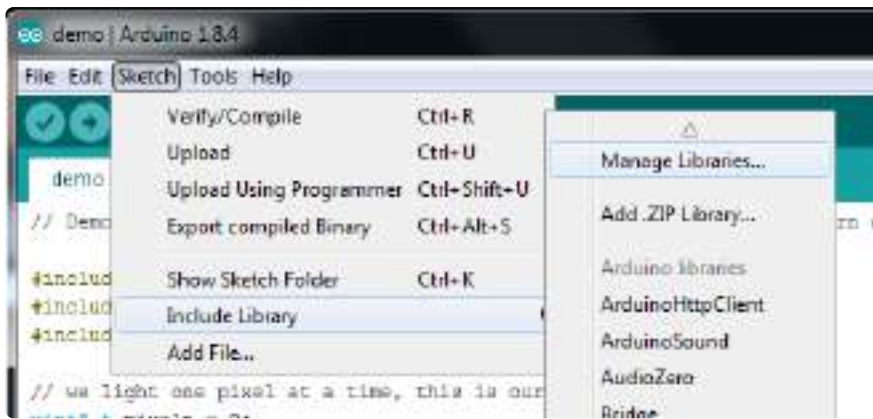 demo | Arduino 1.8.4
File Edit Sketch Tools Help
Verify/Compile Ctrl+R
Upload Ctrl+U
Upload Using Programmer Ctrl+Shift+U
Export compiled Binary Ctrl+Alt+S
Show Sketch Folder Ctrl+K
Include Library
Add File...
Manage Libraries...
Add .ZIP Library...
Arduino libraries
ArduinoHttpClient
ArduinoSound
AudioZero
Bridge
demo
// Demo
#includ
#includ
#includ
// we light one pixel at a time, this is our